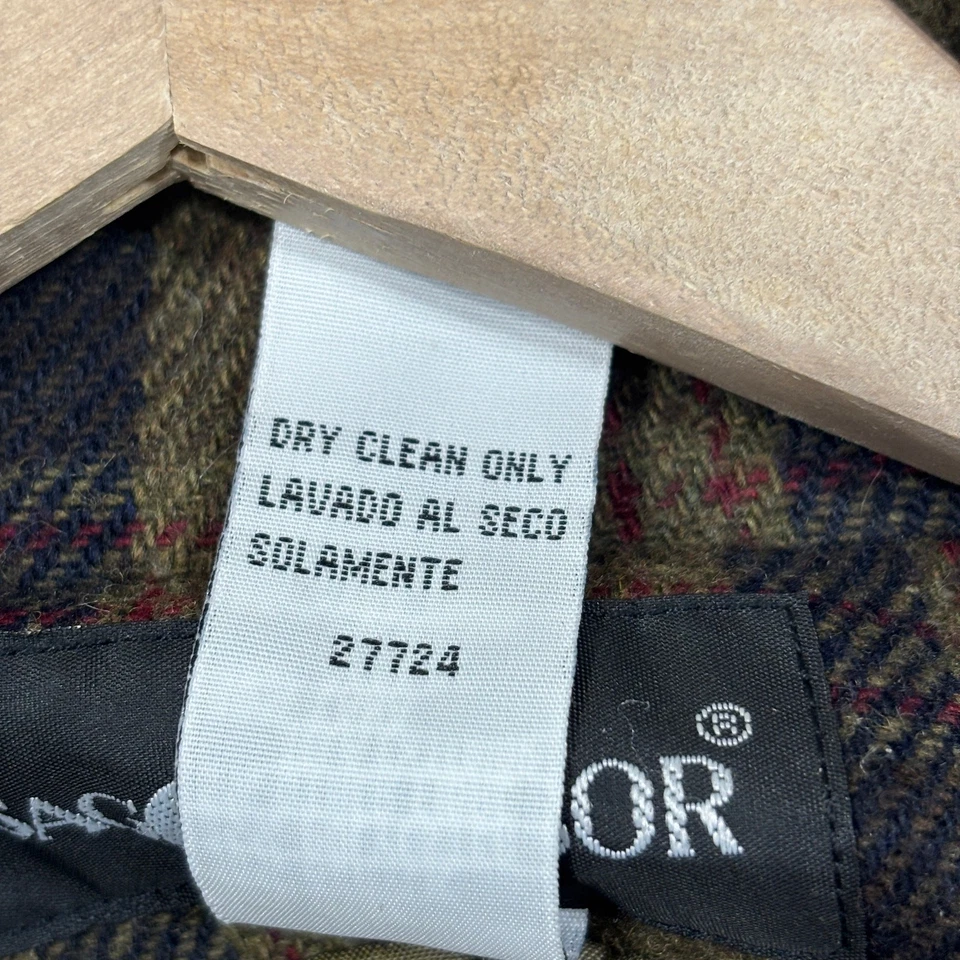 DRY CLEAN ONLY
LAVADO AL SECO
SOLAMENTE
27724
®